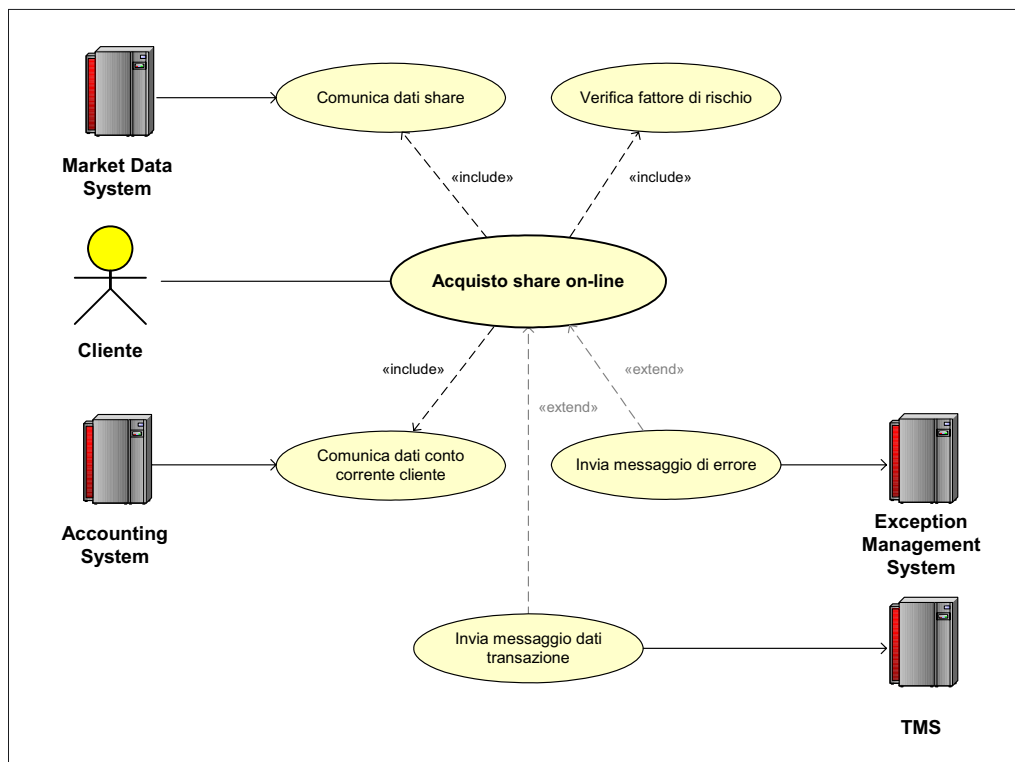 Comunica dati share
Verifica fattore di rischio
Market Data
System
«include»
«include»
Acquisto share on-line
Cliente
«include»
«extend»
«extend»
Comunica dati conto
corrente cliente
Invia messaggio di errore
Accounting
System
Exception
Management
System
Invia messaggio dati
transazione
TMS